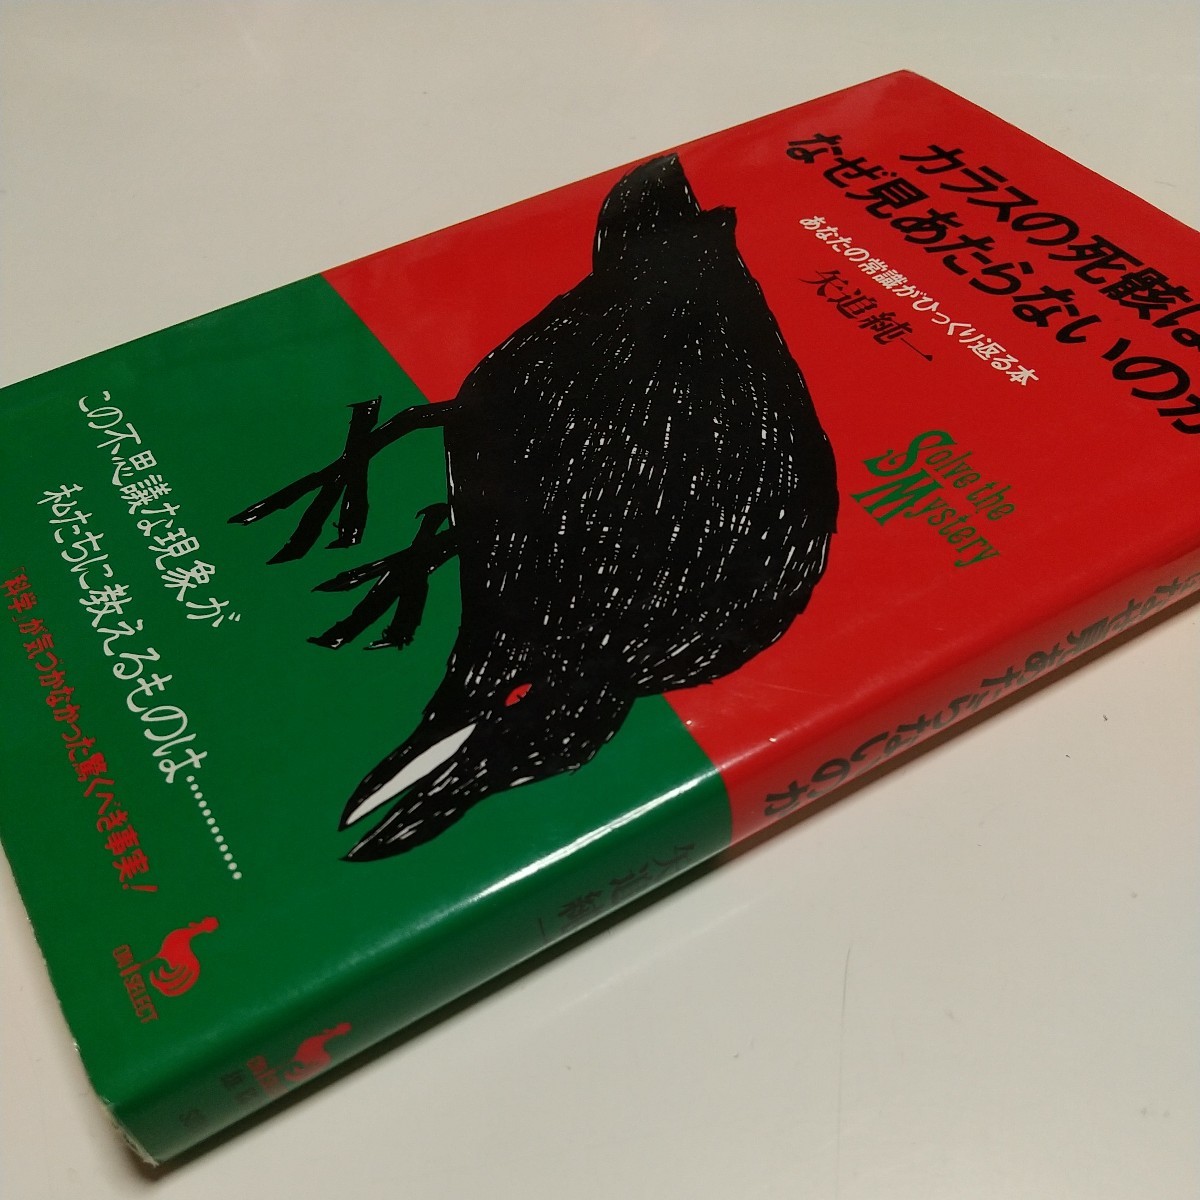 カラスの死骸は
なぜ見あたらないのか
あなたの常識がひっくり返る本
矢追純一
Solve the
Mystery
この不思議な現象が
私たちに教えるものは…………
「科学」が気づかなかった驚くべき事実!
ON SELECT
なぜ見あたらないのか
矢追純一